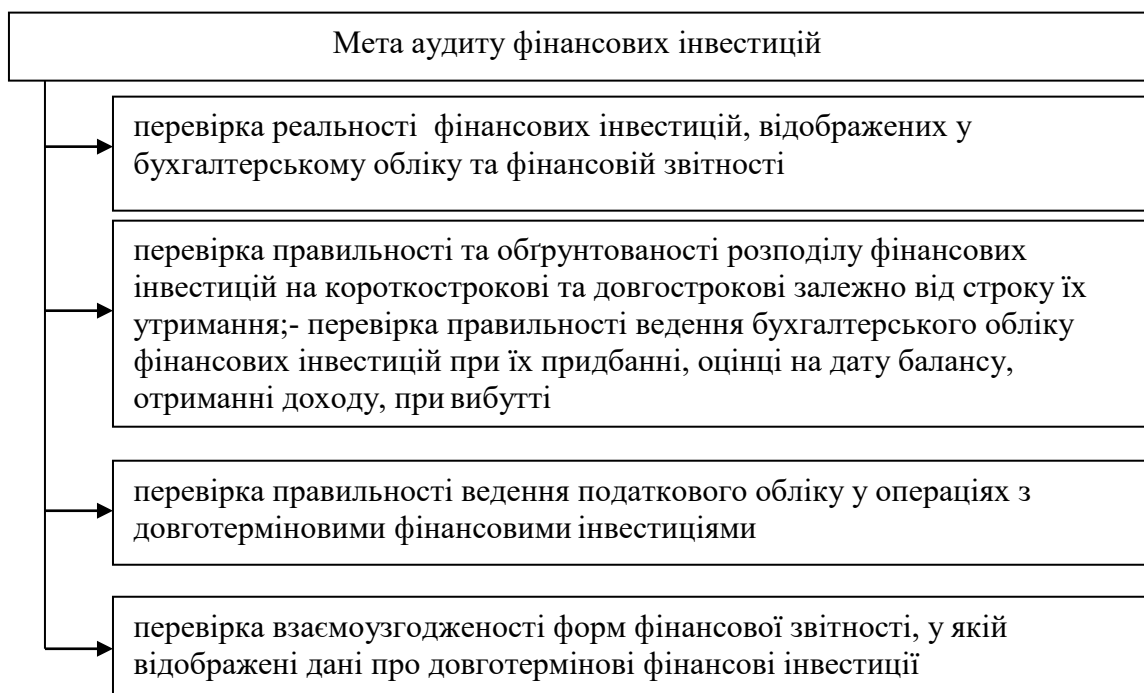 Мета аудиту фінансових інвестицій
перевірка реальності фінансових інвестицій, відображених у
бухгалтерському обліку та фінансовій звітності
перевірка правильності та обґрунтованості розподілу фінансових
інвестицій на короткострокові та довгострокові залежно від строку їх
утримання;- перевірка правильності ведення бухгалтерського обліку
фінансових інвестицій при їх придбанні, оцінці на дату балансу,
отриманні доходу, при вибутті
перевірка правильності ведення податкового обліку у операціях з
довготерміновими фінансовими інвестиціями
перевірка взаємоузгодженості форм фінансової звітності, у якій
відображені дані про довготермінові фінансові інвестиції